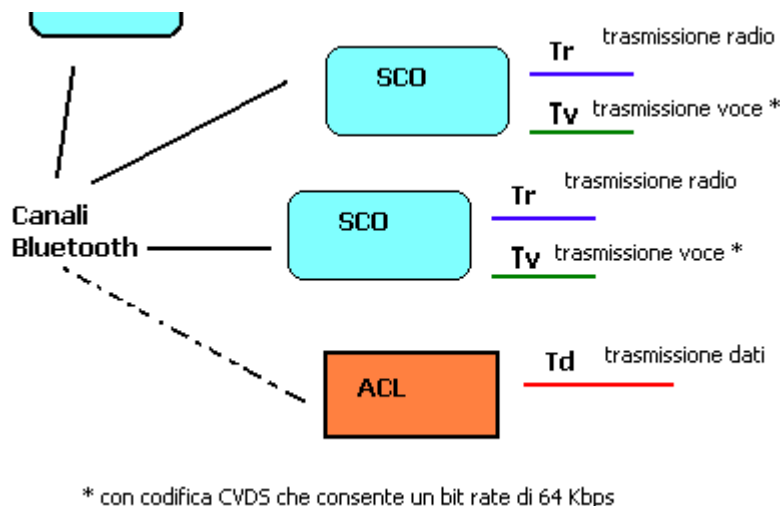 SCO
Tr trasmissione radio
Tv trasmissione voce *
Canali
Bluetooth
SCO
Tr trasmissione radio
Tv trasmissione voce *
ACL
Td trasmissione dati
* con codifica CVDS che consente un bit rate di 64 Kbps